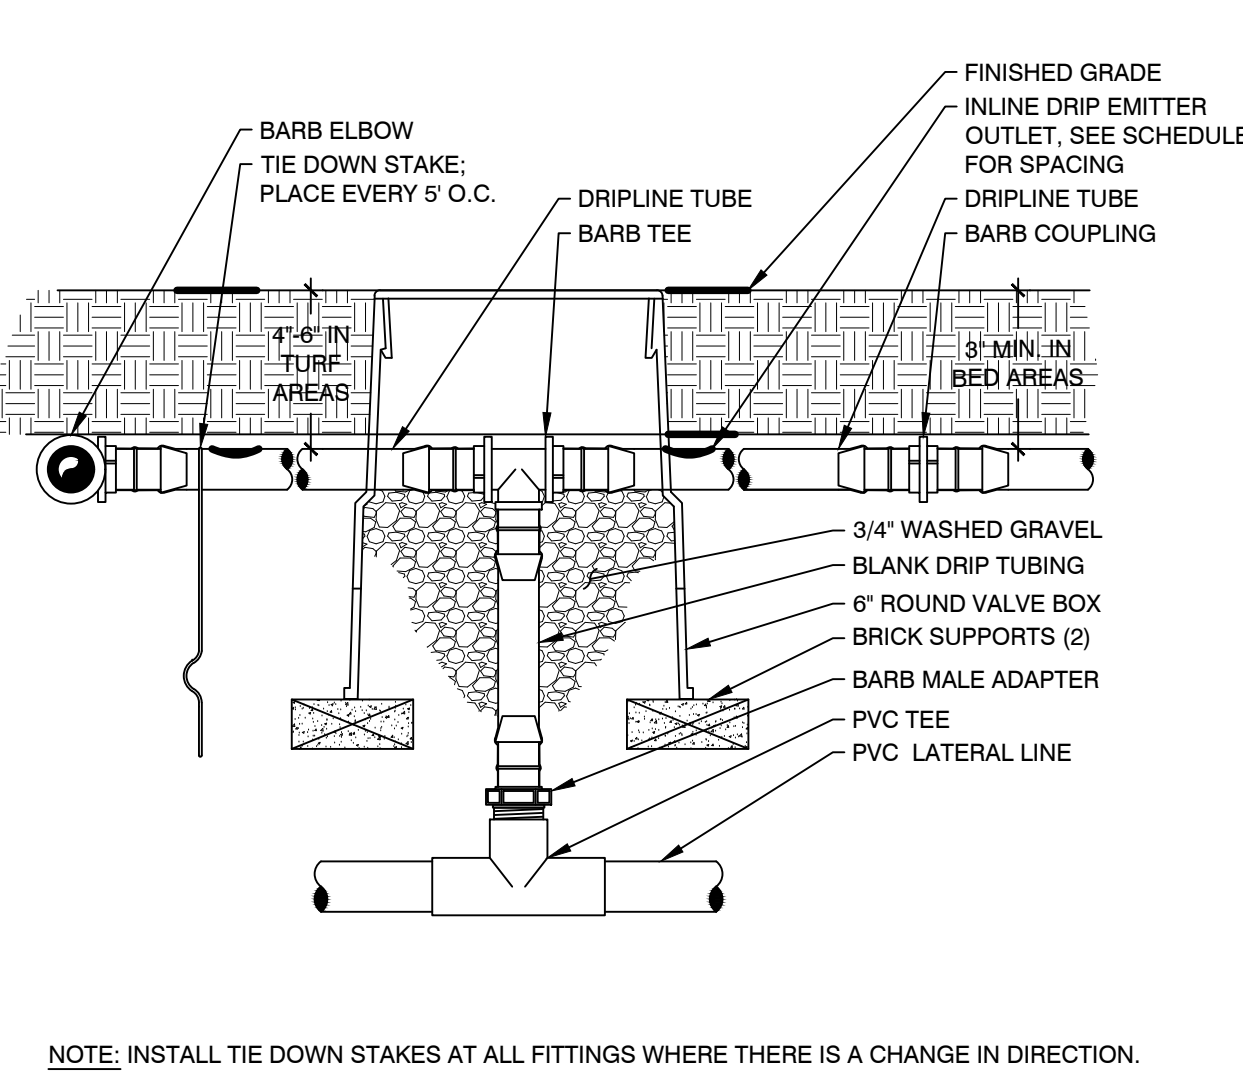 FINISHED GRADE
INLINE DRIP EMITTER
OUTLET, SEE SCHEDULE
FOR SPACING
DRIPLINE TUBE
BARB COUPLING
BARB ELBOW
TIE DOWN STAKE;
PLACE EVERY 5' O.C.
DRIPLINE TUBE
BARB TEE
4"-6" IN
TURF
AREAS
3" MIN. IN
BED AREAS
3/4" WASHED GRAVEL
BLANK DRIP TUBING
6" ROUND VALVE BOX
BRICK SUPPORTS (2)
BARB MALE ADAPTER
PVC TEE
PVC LATERAL LINE
NOTE: INSTALL TIE DOWN STAKES AT ALL FITTINGS WHERE THERE IS A CHANGE IN DIRECTION.